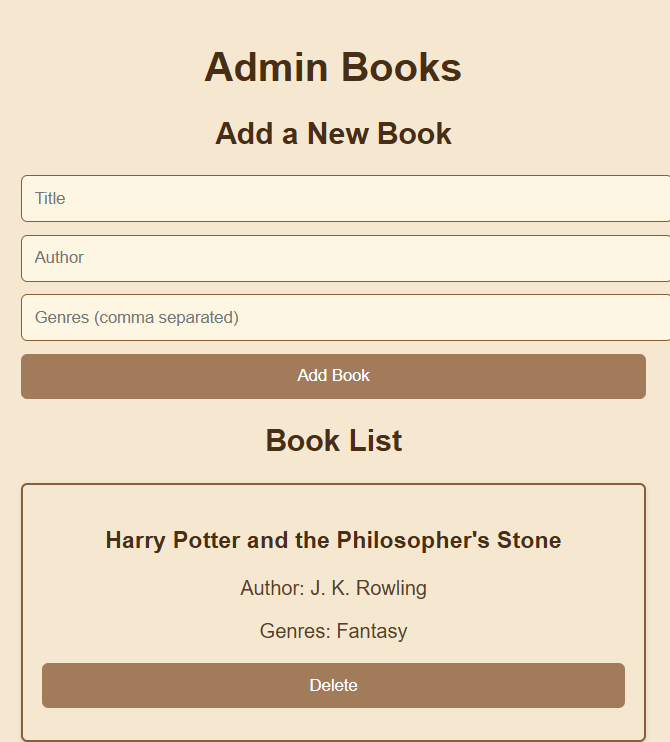 Admin Books
Add a New Book
Title
Author
Genres (comma separated)
Add Book
Book List
Harry Potter and the Philosopher's Stone
Author: J. K. Rowling
Genres: Fantasy
Delete